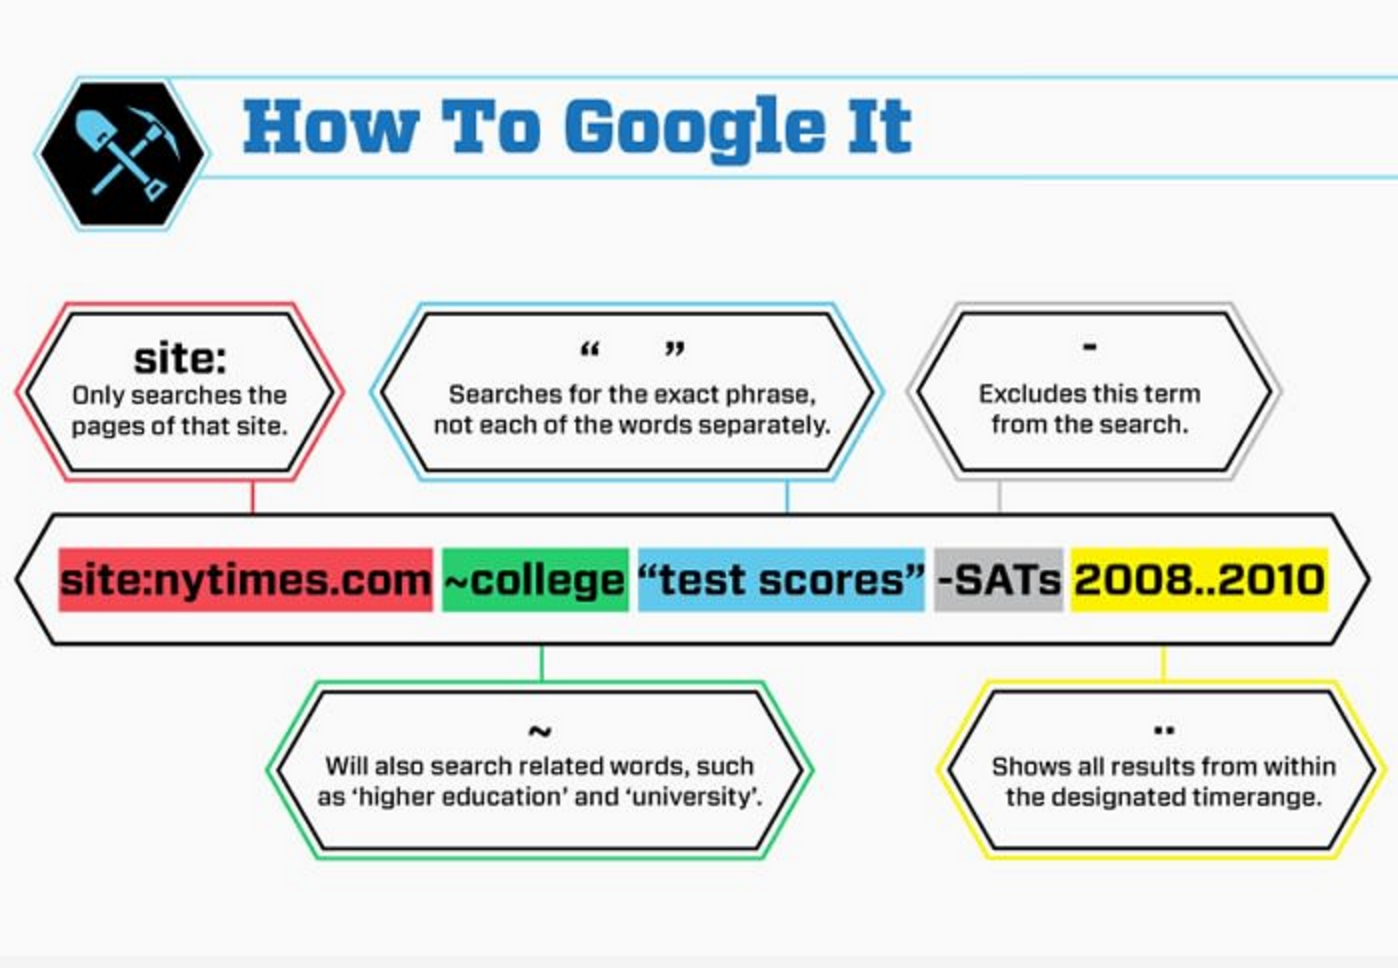 How To Google It
site:
Only searches the
pages of that site.
“ ”
Searches for the exact phrase,
not each of the words separately.
-
Excludes this term
from the search.
site:nytimes.com ~college “test scores” -SATs 2008..2010
~
Will also search related words, such
as ‘higher education’ and ‘university’.
..
Shows all results from within
the designated timerange.